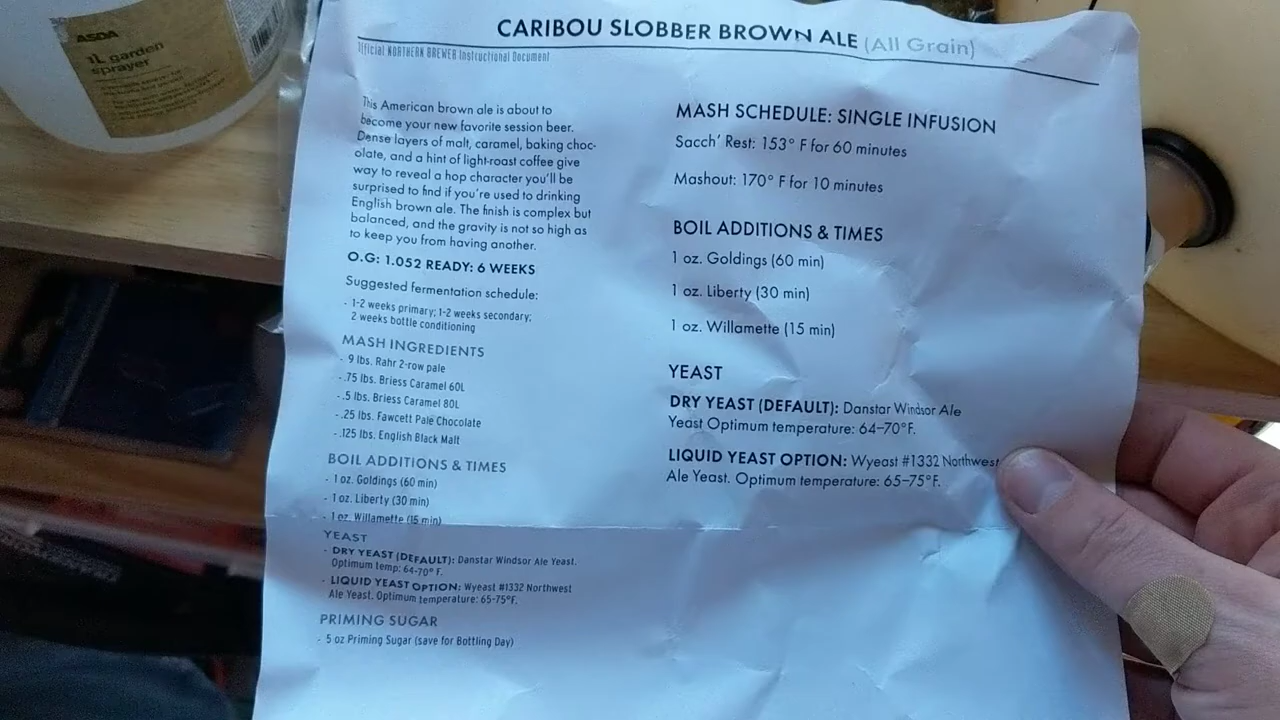 ASDA
1L garden
sprayer
CARIBOU SLOBBER BROWN ALE (All Grain)
Official NORTHERN BREWER Instructional Document
This American brown ale is about to
become your new favorite session beer.
Dense layers of malt, caramel, baking choc-
olate, and a hint of light-roast coffee give
way to reveal a hop character you'll be
surprised to find if you're used to drinking
English brown ale. The finish is complex but
balanced, and the gravity is not so high as
to keep you from having another.
O.G: 1.052 READY: 6 WEEKS
Suggested fermentation schedule:
- 1-2 weeks primary; 1-2 weeks secondary;
2 weeks bottle conditioning
MASH INGREDIENTS
- 9 lbs. Rahr 2-row pale
- .75 lbs. Briess Caramel 60L
- .5 lbs. Briess Caramel 80L
- .25 lbs. Fawcett Pale Chocolate
- .125 lbs. English Black Malt
BOIL ADDITIONS & TIMES
- 1 oz. Goldings (60 min)
- 1 oz. Liberty (30 min)
- 1 oz. Willamette (15 min)
YEAST
- DRY YEAST (DEFAULT): Danstar Windsor Ale Yeast.
Optimum temp: 64-70° F.
- LIQUID YEAST OPTION: Wyeast #1332 Northwest
Ale Yeast. Optimum temperature: 65-75°F.
PRIMING SUGAR
- 5 oz Priming Sugar (save for Bottling Day)
MASH SCHEDULE: SINGLE INFUSION
Sacch' Rest: 153° F for 60 minutes
Mashout: 170° F for 10 minutes
BOIL ADDITIONS & TIMES
1 oz. Goldings (60 min)
1 oz. Liberty (30 min)
1 oz. Willamette (15 min)
YEAST
DRY YEAST (DEFAULT): Danstar Windsor Ale
Yeast Optimum temperature: 64-70°F.
LIQUID YEAST OPTION: Wyeast #1332 Northwest
Ale Yeast. Optimum temperature: 65-75°F.